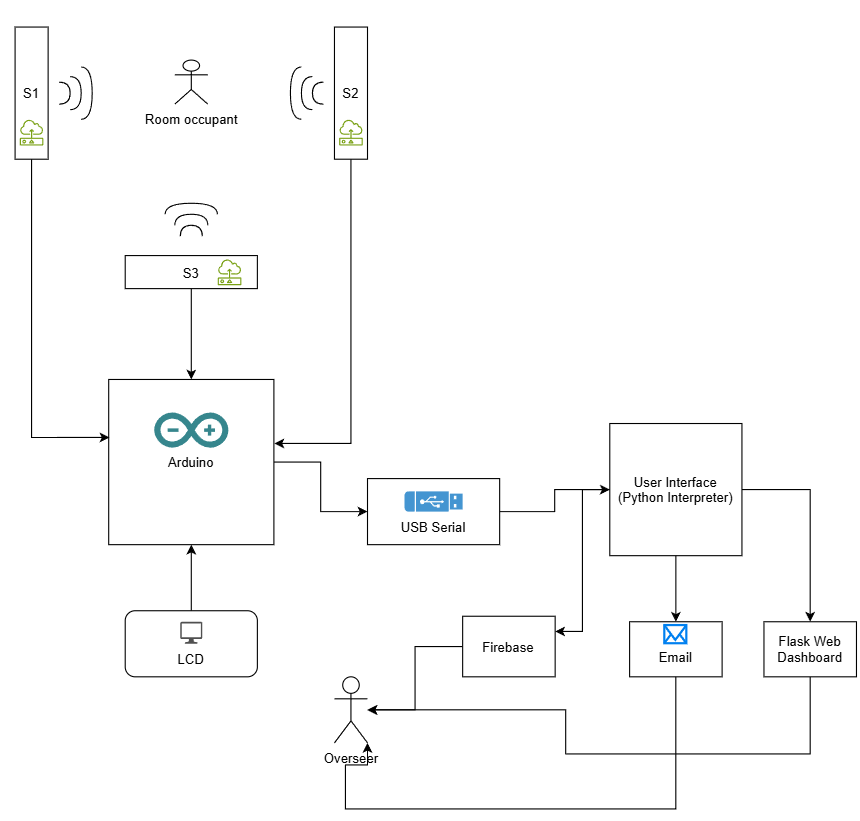 S1
S2
Room occupant
S3
Arduino
User Interface
(Python Interpreter)
USB Serial
LCD
Firebase
Email
Flask Web
Dashboard
Overseer